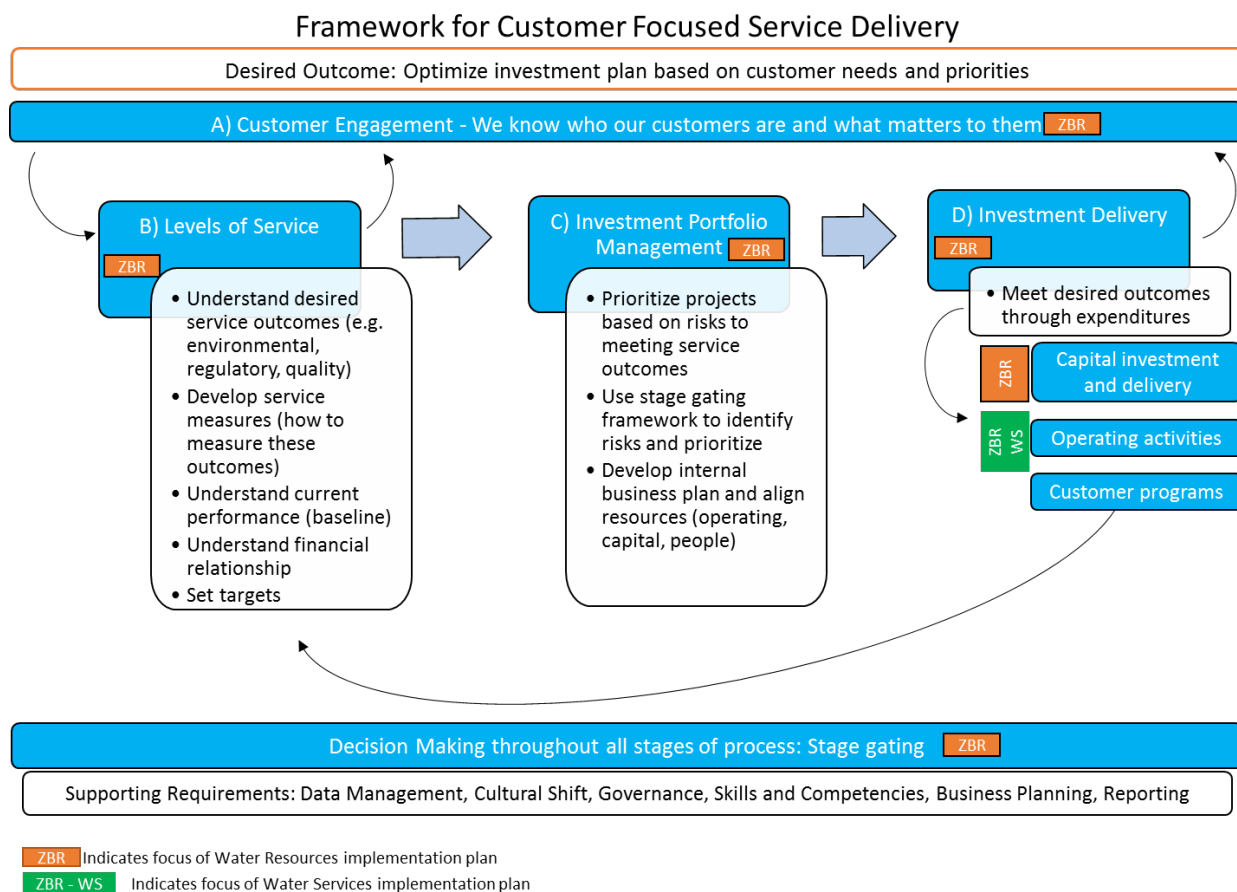 Framework for Customer Focused Service Delivery
Desired Outcome: Optimize investment plan based on customer needs and priorities
A) Customer Engagement - We know who our customers are and what matters to them
ZBR
B) Levels of Service
ZBR
• Understand desired
service outcomes (e.g.
environmental,
regulatory, quality)
• Develop service
measures (how to
measure these
outcomes)
• Understand current
performance (baseline)
• Understand financial
relationship
• Set targets
C) Investment Portfolio
Management
ZBR
• Prioritize projects
based on risks to
meeting service
outcomes
• Use stage gating
framework to identify
risks and prioritize
• Develop internal
business plan and align
resources (operating,
capital, people)
D) Investment Delivery
ZBR
• Meet desired outcomes
through expenditures
ZBR
Capital investment
and delivery
ZBR
WS
Operating activities
Customer programs
Decision Making throughout all stages of process: Stage gating
ZBR
Supporting Requirements: Data Management, Cultural Shift, Governance, Skills and Competencies, Business Planning, Reporting
ZBR Indicates focus of Water Resources implementation plan
ZBR - WS Indicates focus of Water Services implementation plan